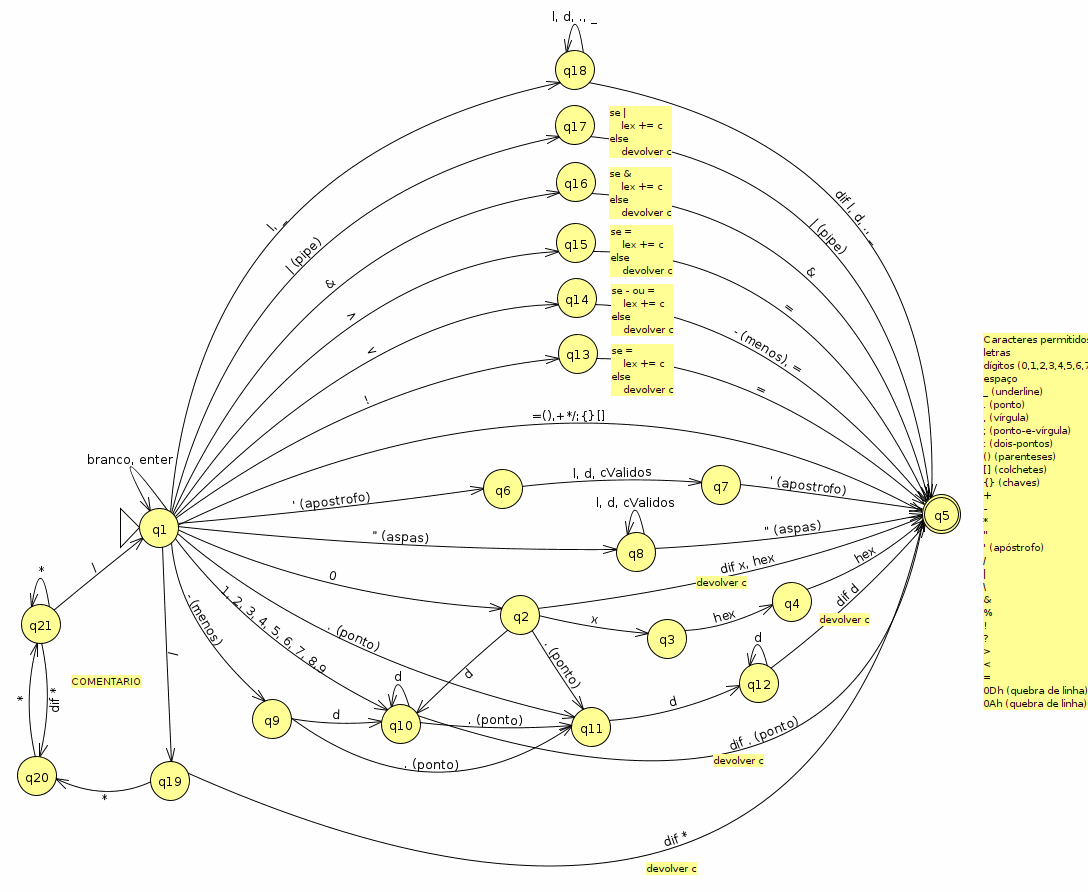 l, d, ., _
q18
q17
se |
lex += c
else
devolver c
q16
se &
lex += c
else
devolver c
q15
se =
lex += c
else
devolver c
q14
se - ou =
lex += c
else
devolver c
q13
se =
lex += c
else
devolver c
l, _
| (pipe)
&
>
<
!
dif l, d, ., _
| (pipe)
&
=
- (menos), =
=
=(),+*/;{}[]
branco, enter
q1
' (apostrofo)
q6
l, d, cValidos
q7
' (apostrofo)
q5
" (aspas)
l, d, cValidos
q8
" (aspas)
0
q2
dif x, hex
devolver c
x
q3
hex
q4
hex
dif d
devolver c
/
*
q21
COMENTARIO
*
dif *
q20
*
/
q19
- (menos)
1, 2, 3, 4, 5, 6, 7, 8,9
. (ponto)
d
. (ponto)
q9
d
d
q10
. (ponto)
. (ponto)
q11
d
d
q12
dif . (ponto)
devolver c
dif *
devolver c
Caracteres permitidos
letras
dígitos (0,1,2,3,4,5,6,7
espaço
_ (underline)
. (ponto)
, (vírgula)
; (ponto-e-vírgula)
: (dois-pontos)
() (parenteses)
[] (colchetes)
{} (chaves)
+
-
*
"
' (apóstrofo)
/
|
\
&
%
!
?
>
<
=
0Dh (quebra de linha)
0Ah (quebra de linha)